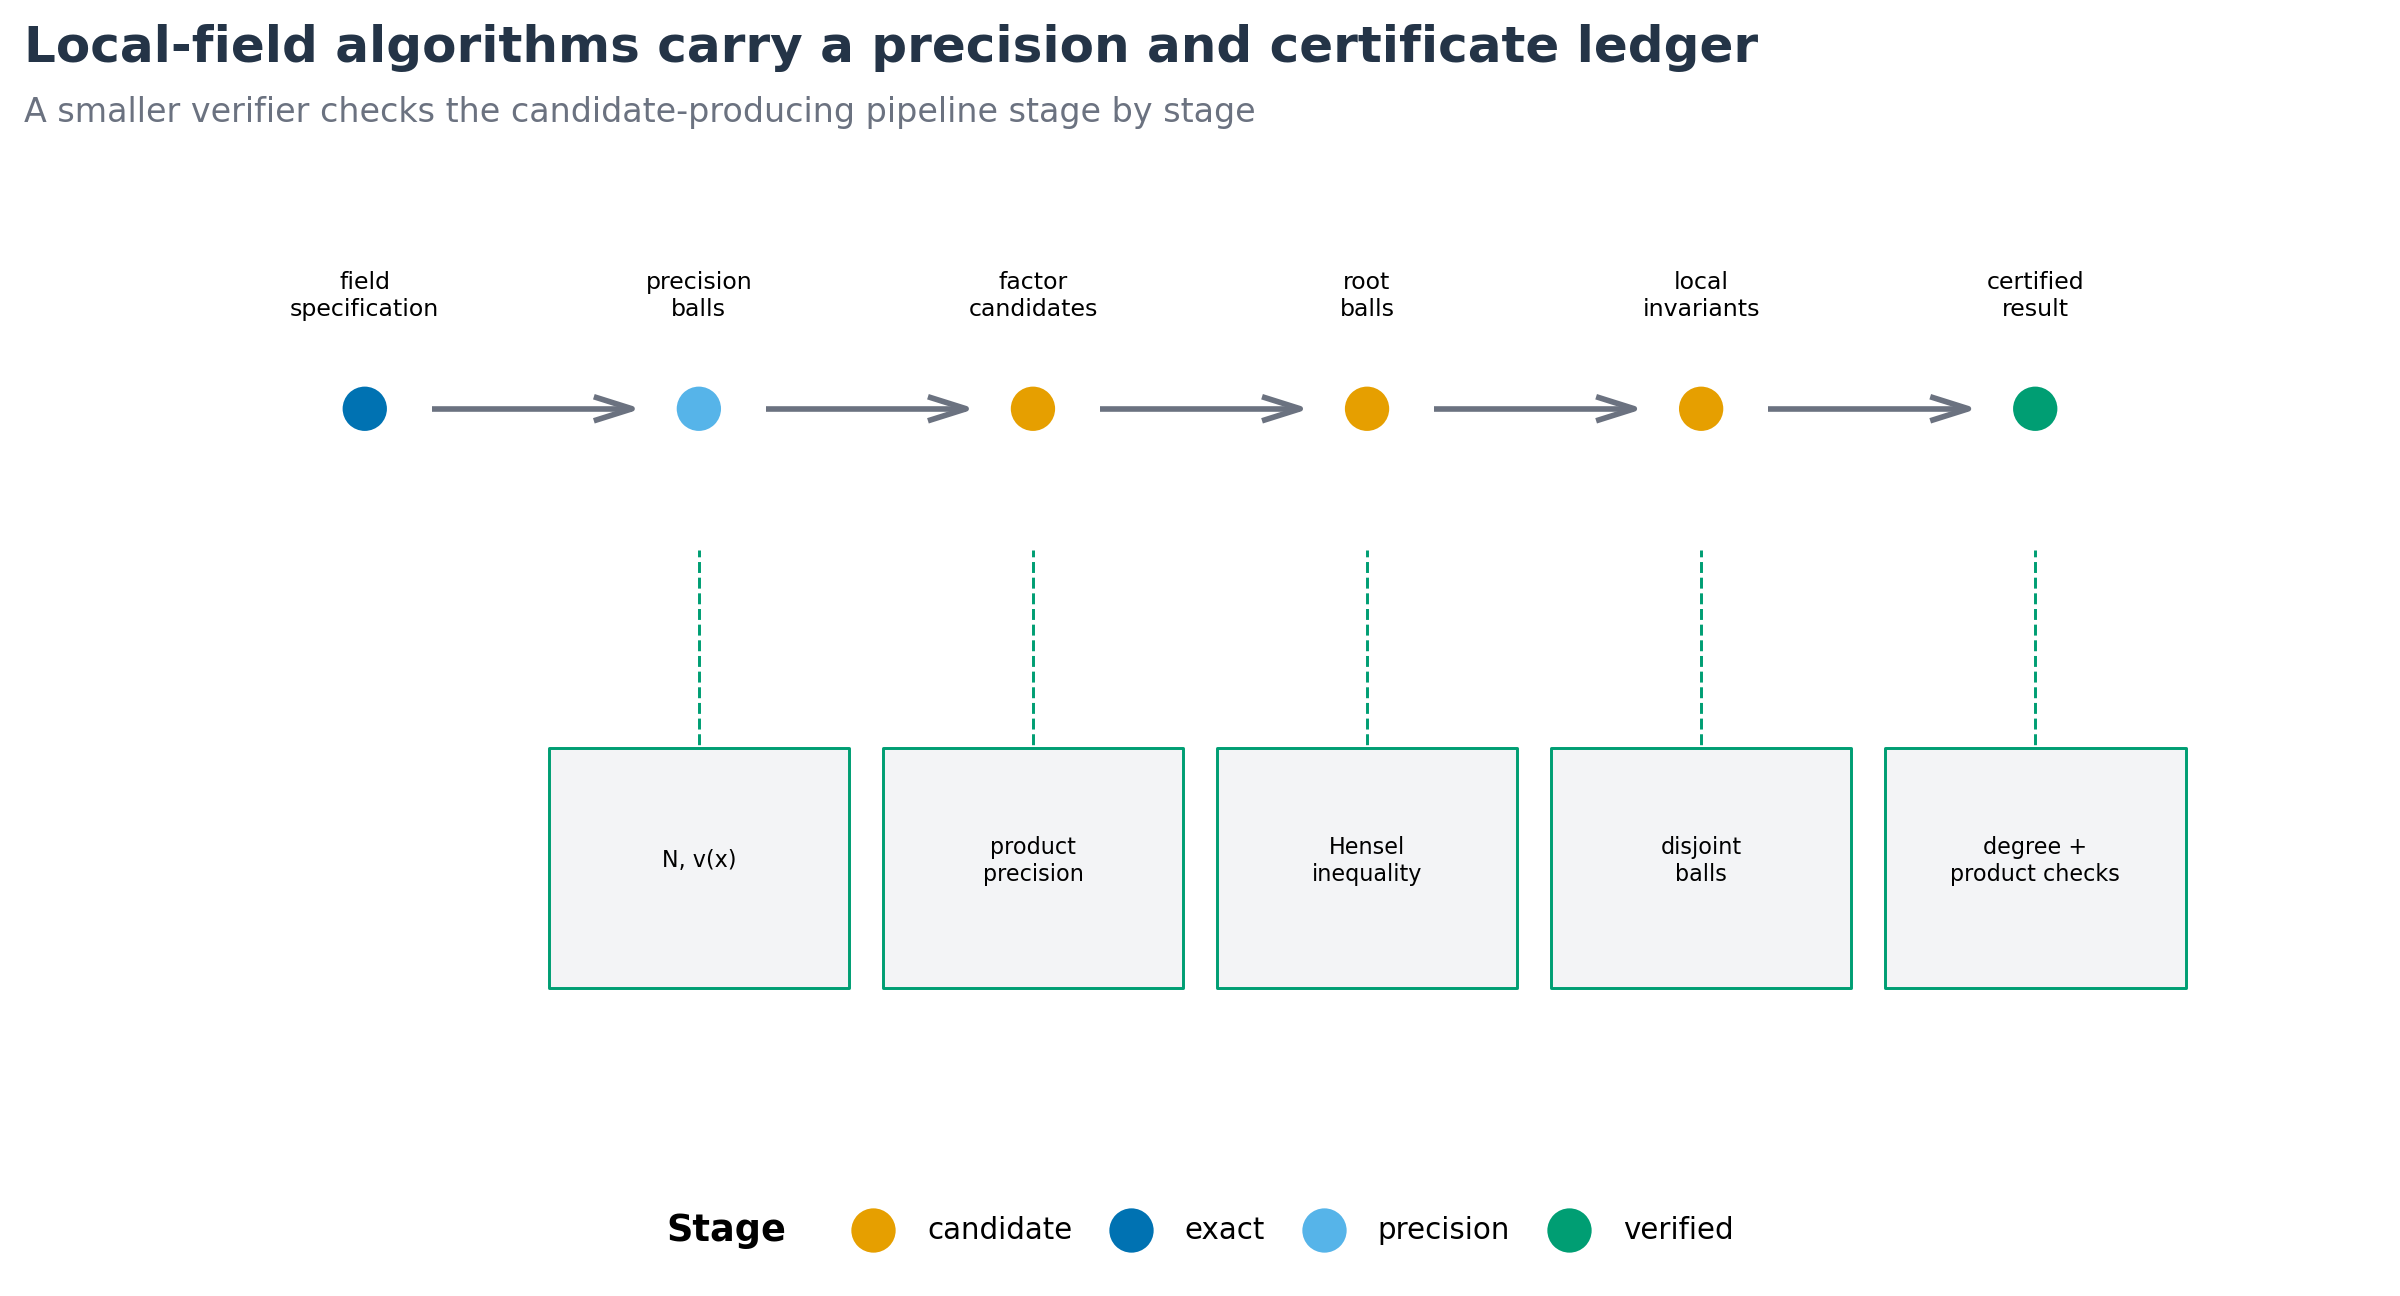 Local-field algorithms carry a precision and certificate ledger
A smaller verifier checks the candidate-producing pipeline stage by stage
field
specification
precision
balls
factor
candidates
root
balls
local
invariants
certified
result
N, v(x)
product
precision
Hensel
inequality
disjoint
balls
degree +
product checks
Stage
candidate
exact
precision
verified